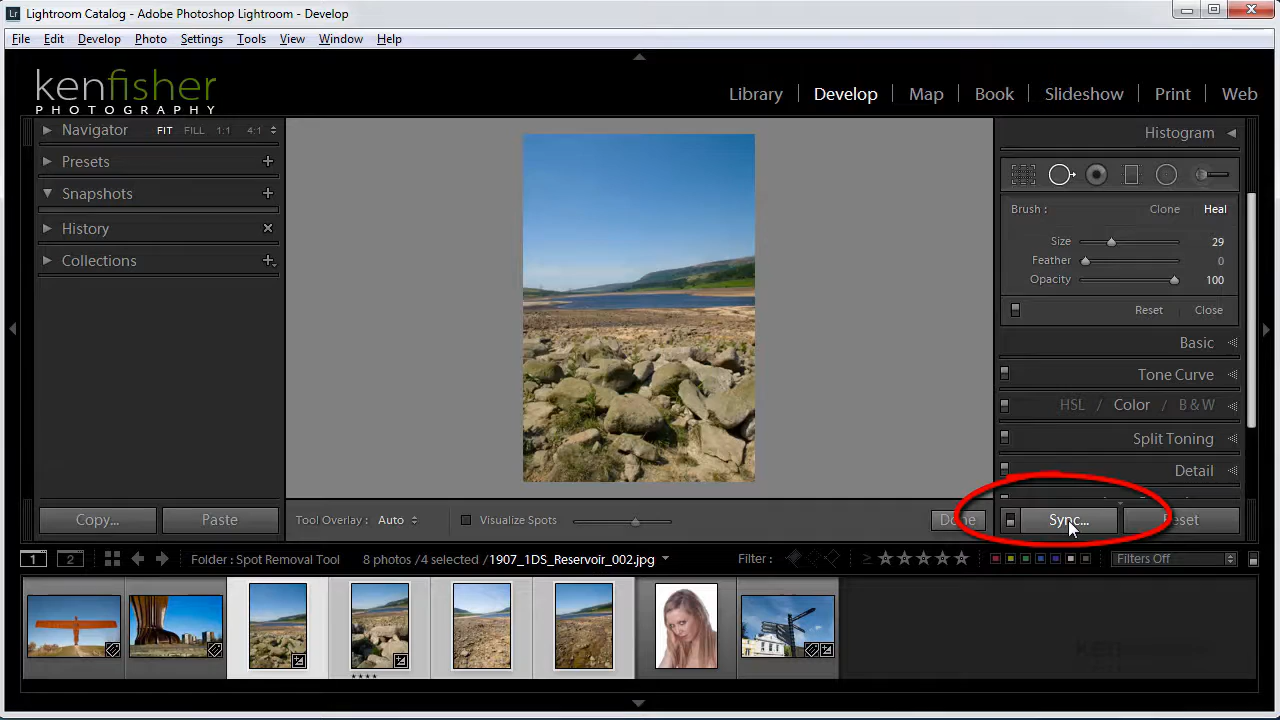 Lr Lightroom Catalog - Adobe Photoshop Lightroom - Develop
File Edit Develop Photo Settings Tools View Window Help
kenfisher
PHOTOGRAPHY
Library Develop Map Book Slideshow Print Web
Navigator FIT FILL 1:1 4:1
Presets
Snapshots
History
Collections
Histogram
Brush : Clone Heal
Size 29
Feather 0
Opacity 100
Reset Close
Basic
Tone Curve
HSL / Color / B & W
Split Toning
Detail
Copy... Paste
Tool Overlay : Auto Visualize Spots Done
Sync... Reset
1 2 Folder : Spot Removal Tool 8 photos /4 selected /1907_1DS_Reservoir_002.jpg Filter : Filters Off